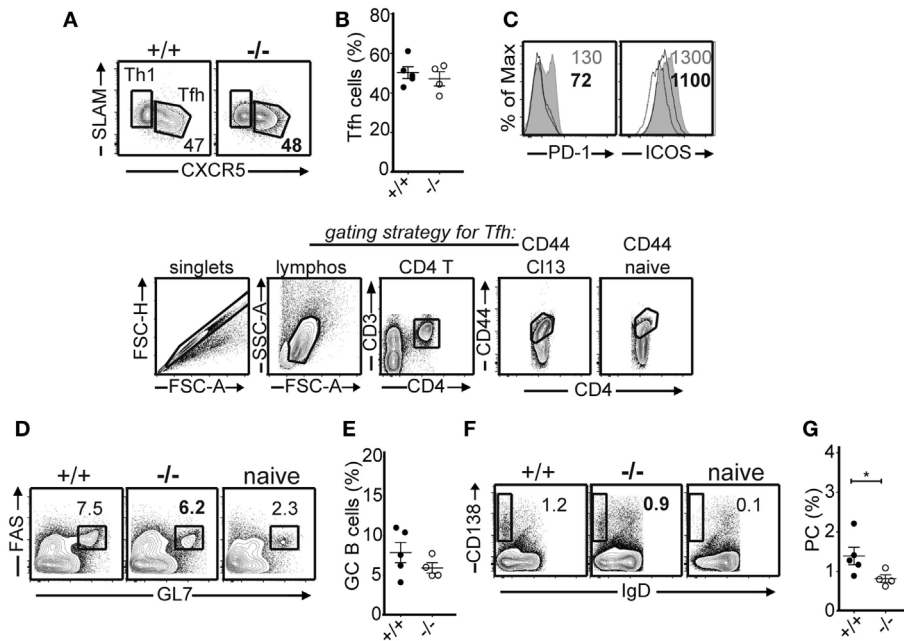 A
+/+
-/-
Th1
Tfh
47
48
SLAM
CXCR5
B
80
60
40
20
0
Tfh cells (%)
+/+
-/-
C
130
72
1300
1100
% of Max
PD-1
ICOS
gating strategy for Tfh:
singlets
lymphos
CD4 T
CD44
Cl13
CD44
naive
FSC-H
FSC-A
SSC-A
FSC-A
CD3
CD4
CD44
CD4
D
+/+
-/-
naive
7.5
6.2
2.3
FAS
GL7
E
20
15
10
5
0
GC B cells (%)
+/+
-/-
F
+/+
-/-
naive
1.2
0.9
0.1
CD138
IgD
G
4
3
2
1
0
*
PC (%)
+/+
-/-